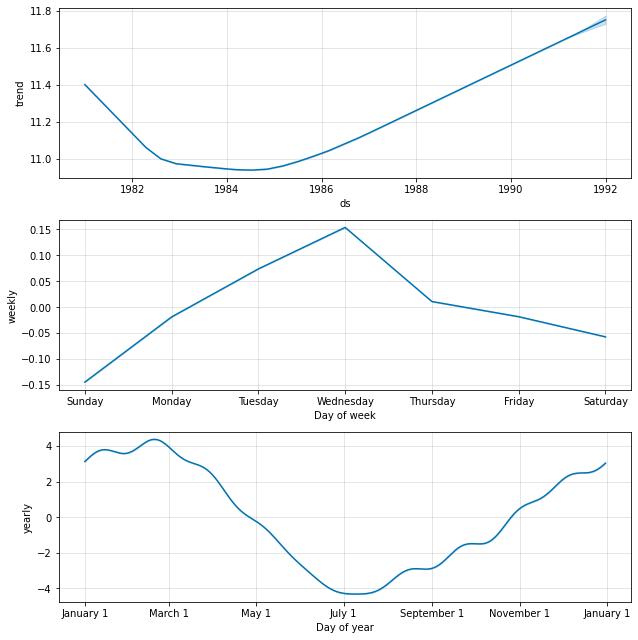 11.8
11.6
11.4
11.2
11.0
trend
1982 1984 1986 1988 1990 1992
ds
0.15
0.10
0.05
0.00
−0.05
−0.10
−0.15
weekly
Sunday Monday Tuesday Wednesday Thursday Friday Saturday
Day of week
4
2
0
−2
−4
yearly
January 1 March 1 May 1 July 1 September 1 November 1 January 1
Day of year